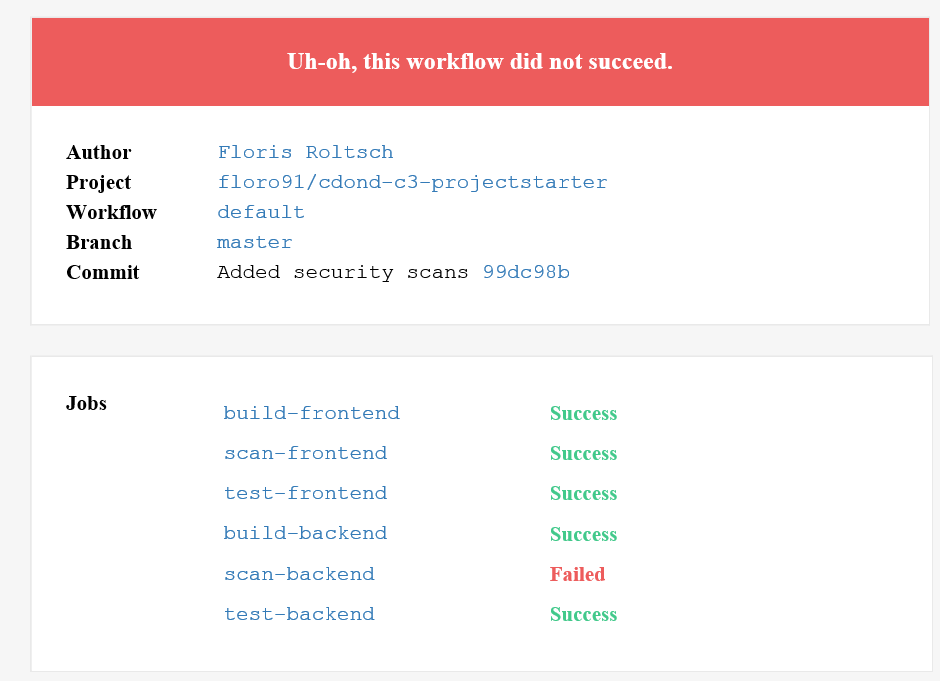 Uh-oh, this workflow did not succeed.
Author Floris Roltsch
Project floro91/cdond-c3-projectstarter
Workflow default
Branch master
Commit Added security scans 99dc98b
Jobs
build-frontend Success
scan-frontend Success
test-frontend Success
build-backend Success
scan-backend Failed
test-backend Success